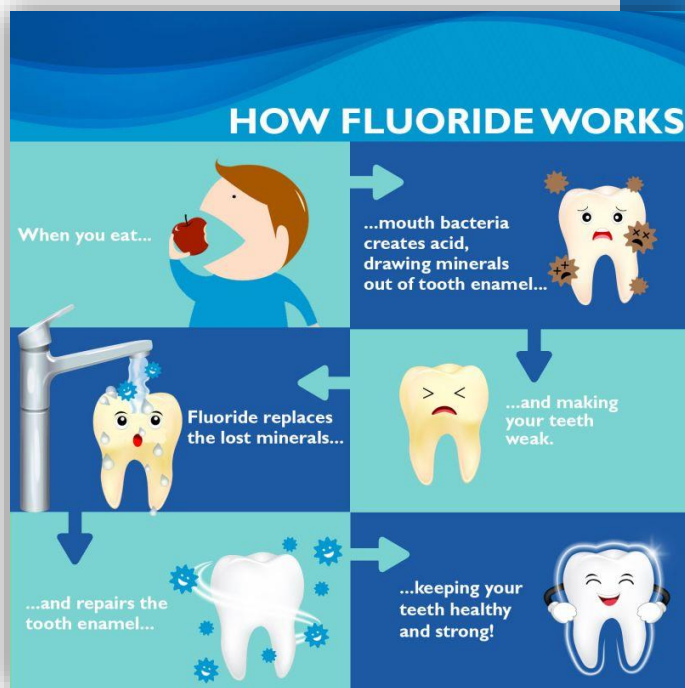 HOW FLUORIDE WORKS
When you eat...
...mouth bacteria
creates acid,
drawing minerals
out of tooth enamel...
...and making
your teeth
weak.
Fluoride replaces
the lost minerals...
...and repairs the
tooth enamel...
...keeping your
teeth healthy
and strong!